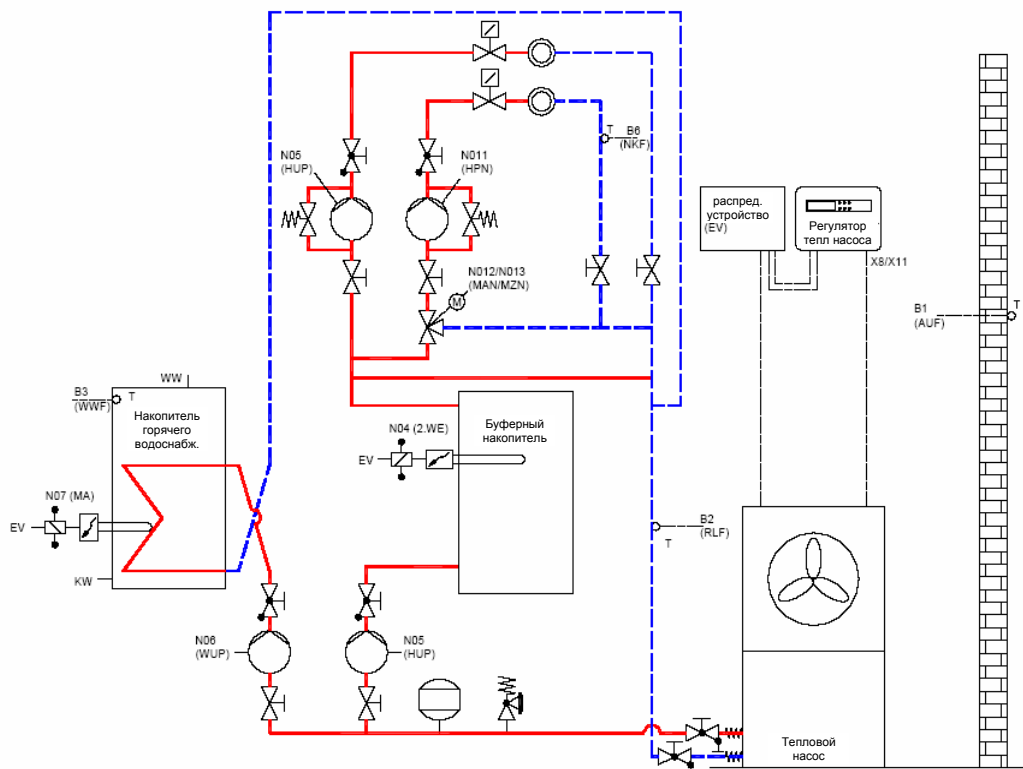 T
B6
(NKF)
N05
(HUP)
N011
(HPN)
распред.
устройство
(EV)
Регулятор
тепл насоса
X8/X11
N012/N013
(MAN/MZN)
M
B1
(AUF)
T
WW
B3
(WWF)
T
Накопитель
горячего
водоснабж.
Буферный
накопитель
N04 (2.WE)
EV
N07 (MA)
EV
B2
(RLF)
T
KW
N06
(WUP)
N05
(HUP)
Тепловой
насос